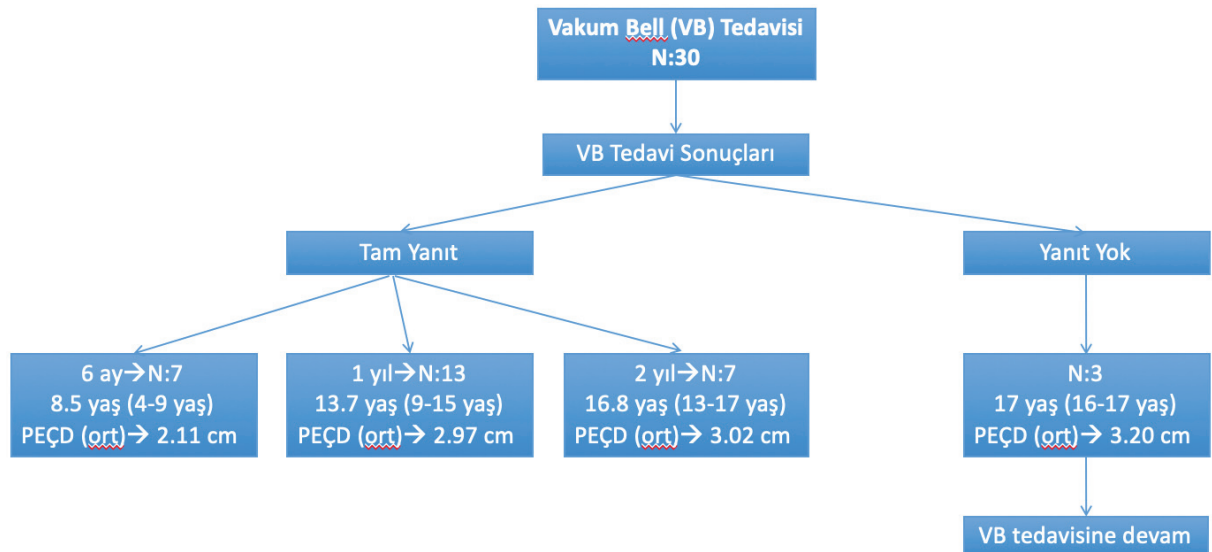 Vakum Bell (VB) Tedavisi
N:30
VB Tedavi Sonuçları
Tam Yanıt
Yanıt Yok
6 ay→N:7
8.5 yaş (4-9 yaş)
PEÇD (ort)→ 2.11 cm
1 yıl→N:13
13.7 yaş (9-15 yaş)
PEÇD (ort)→ 2.97 cm
2 yıl→N:7
16.8 yaş (13-17 yaş)
PEÇD (ort)→ 3.02 cm
N:3
17 yaş (16-17 yaş)
PEÇD (ort)→ 3.20 cm
VB tedavisine devam